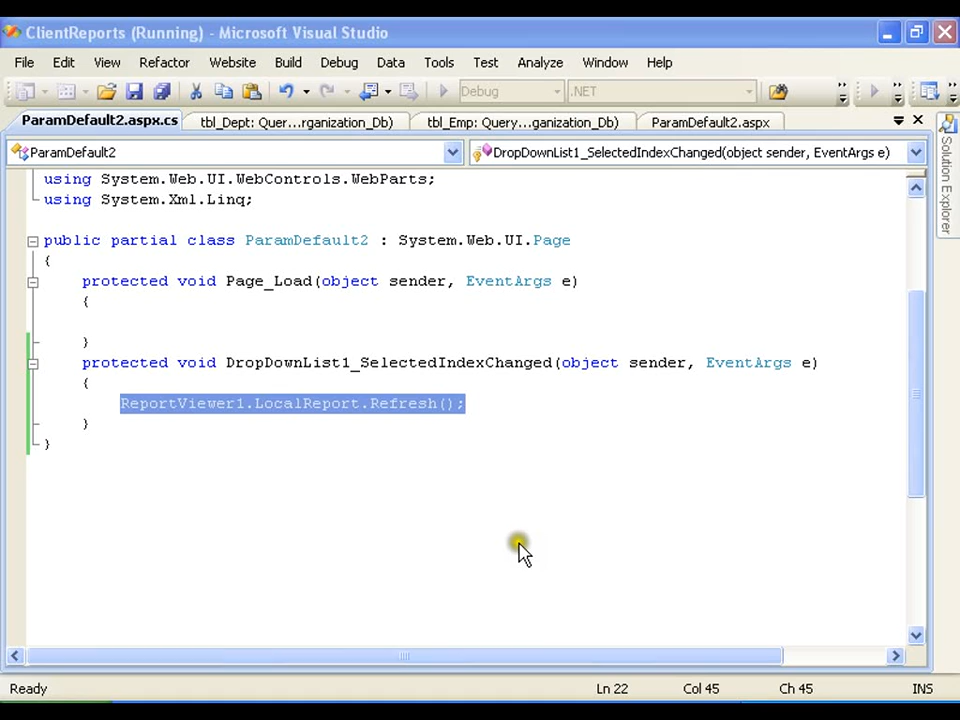 ClientReports (Running) - Microsoft Visual Studio
File Edit View Refactor Website Build Debug Data Tools Test Analyze Window Help
Debug .NET
ParamDefault2.aspx.cs tbl_Dept: Quer...rganization_Db) tbl_Emp: Query...ganization_Db) ParamDefault2.aspx
ParamDefault2 DropDownList1_SelectedIndexChanged(object sender, EventArgs e)
Solution Explorer
using System.Web.UI.WebControls.WebParts;
using System.Xml.Linq;
public partial class ParamDefault2 : System.Web.UI.Page
{
protected void Page_Load(object sender, EventArgs e)
{
}
protected void DropDownList1_SelectedIndexChanged(object sender, EventArgs e)
{
ReportViewer1.LocalReport.Refresh();
}
}
Ready Ln 22 Col 45 Ch 45 INS